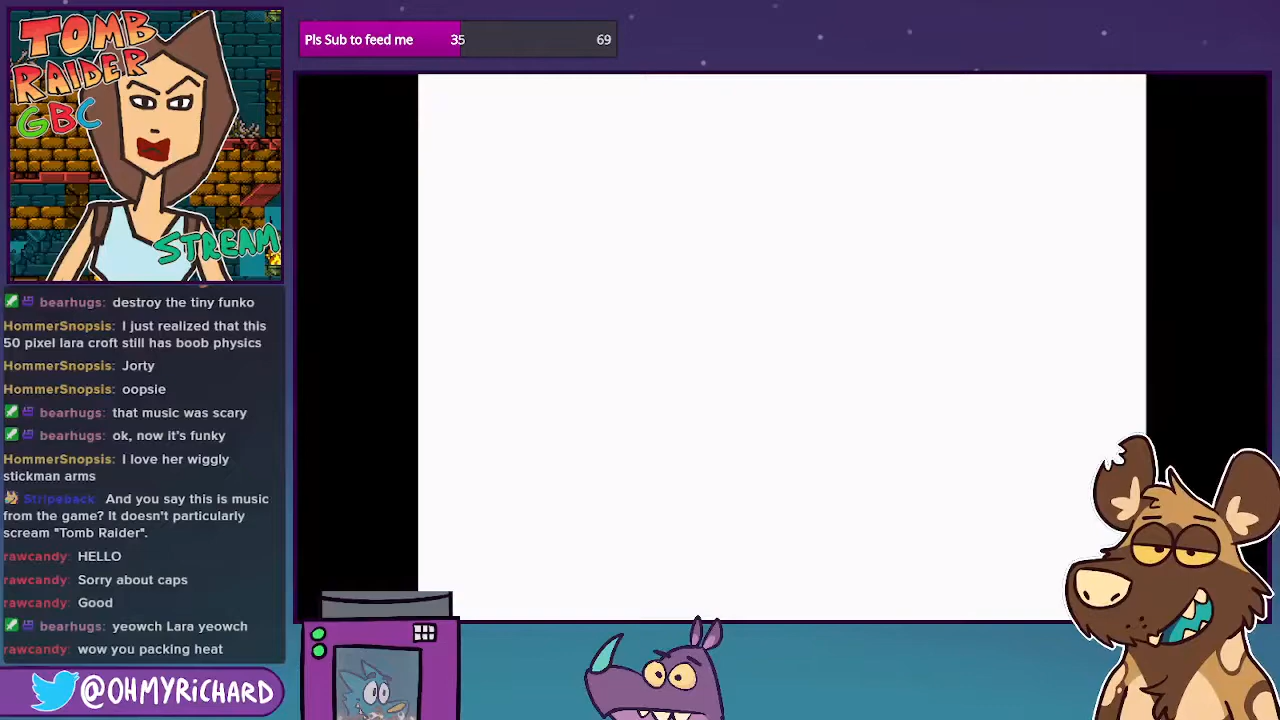 TOMB
RAIDER
GBC
STREAM
Pls Sub to feed me 35 69
bearhugs: destroy the tiny funko
HommerSnopsis: I just realized that this
50 pixel lara croft still has boob physics
HommerSnopsis: Jorty
HommerSnopsis: oopsie
bearhugs: that music was scary
bearhugs: ok, now it's funky
HommerSnopsis: I love her wiggly
stickman arms
Stripeback: And you say this is music
from the game? It doesn't particularly
scream "Tomb Raider".
rawcandy: HELLO
rawcandy: Sorry about caps
rawcandy: Good
bearhugs: yeowch Lara yeowch
rawcandy: wow you packing heat
@OHMYRiCHARD